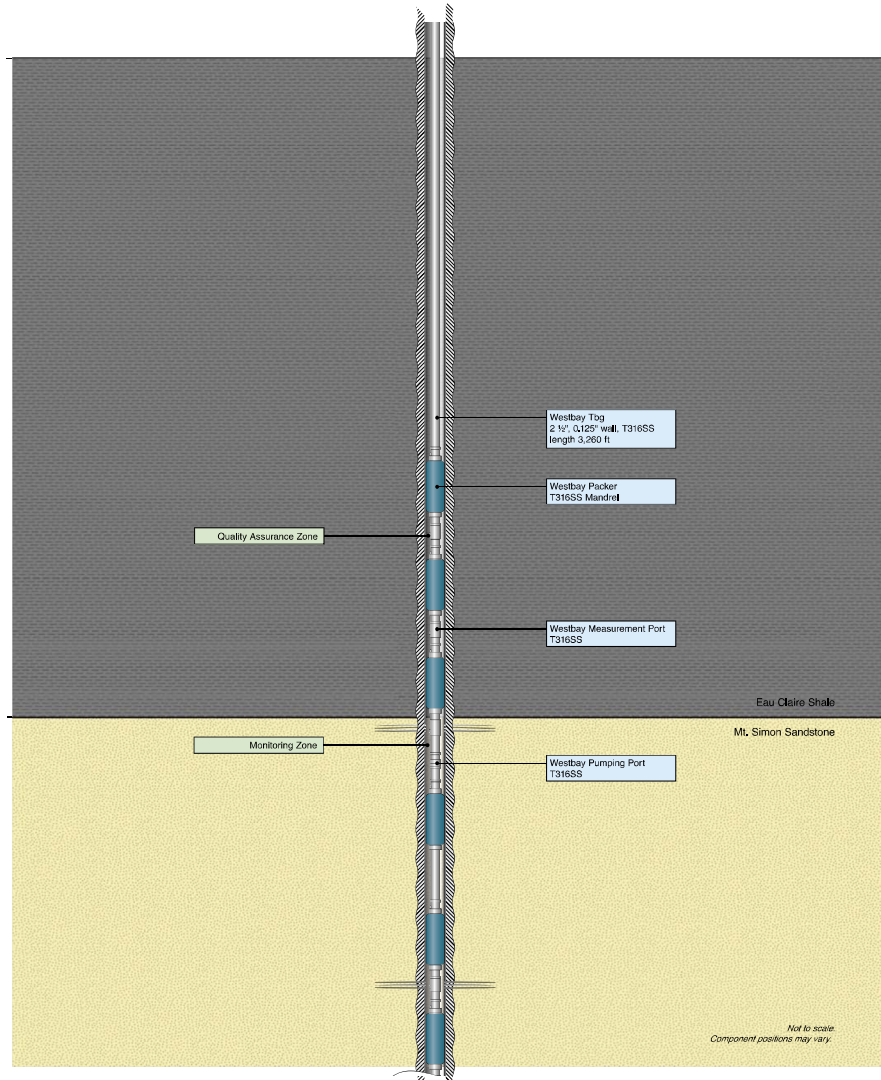 Westbay Tbg
2 ½", 0.125" wall, T316SS
length 3,260 ft
Westbay Packer
T316SS Mandrel
Quality Assurance Zone
Westbay Measurement Port
T316SS
Eau Claire Shale
Mt. Simon Sandstone
Monitoring Zone
Westbay Pumping Port
T316SS
Not to scale.
Component positions may vary.